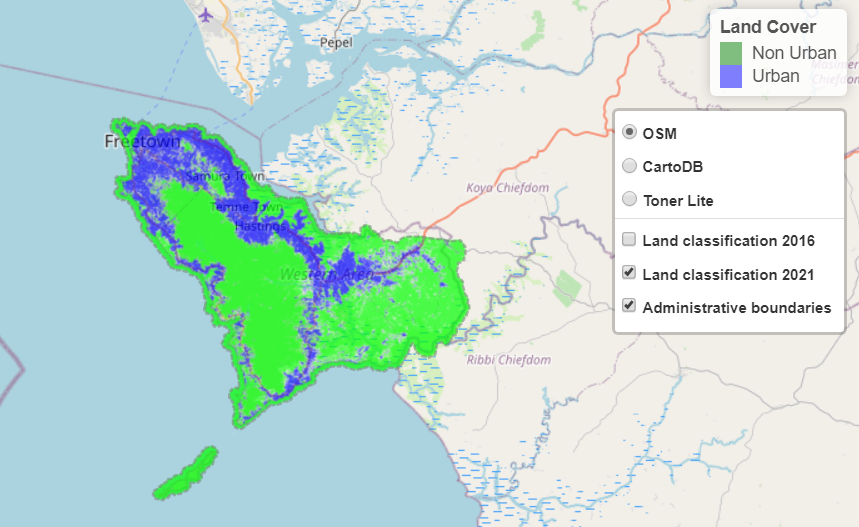 Pepel
Land Cover
Non Urban
Urban
Masimera
Chiefdom
Freetown
OSM
CartoDB
Toner Lite
Samura Town
Koya Chiefdom
Temne Town
Hastings
Land classification 2016
Western Area
Land classification 2021
Administrative boundaries
Ribbi Chiefdom